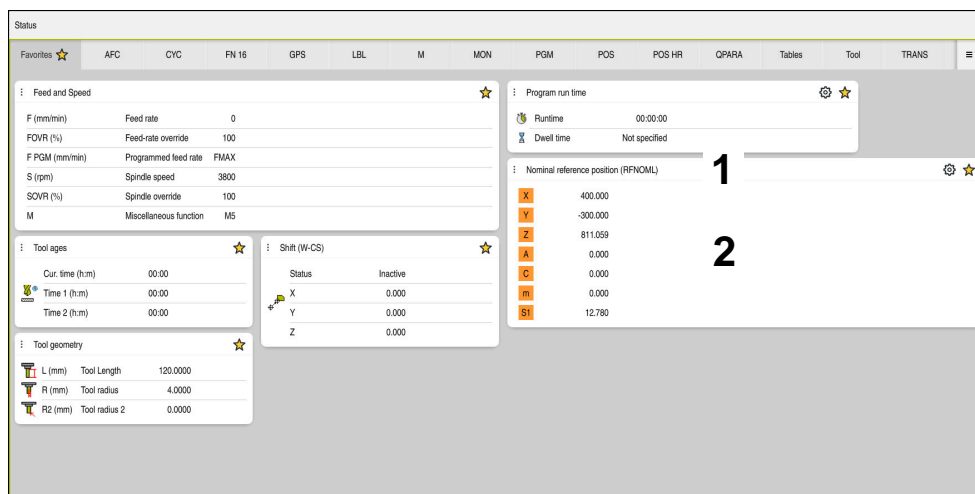 Status
Favorites AFC CYC FN 16 GPS LBL M MON PGM POS POS HR QPARA Tables Tool TRANS
Feed and Speed
F (mm/min) Feed rate 0
FOVR (%) Feed-rate override 100
F PGM (mm/min) Programmed feed rate FMAX
S (rpm) Spindle speed 3800
SOVR (%) Spindle override 100
M Miscellaneous function M5
Program run time
Runtime 00:00:00
Dwell time Not specified
1
Nominal reference position (RFNOML)
X 400.000
Y -300.000
Z 811.059
A 0.000
C 0.000
m 0.000
S1 12.780
2
Tool ages
Cur. time (h:m) 00:00
Time 1 (h:m) 00:00
Time 2 (h:m) 00:00
Shift (W-CS)
Status Inactive
X 0.000
Y 0.000
Z 0.000
Tool geometry
L (mm) Tool Length 120.0000
R (mm) Tool radius 4.0000
R2 (mm) Tool radius 2 0.0000